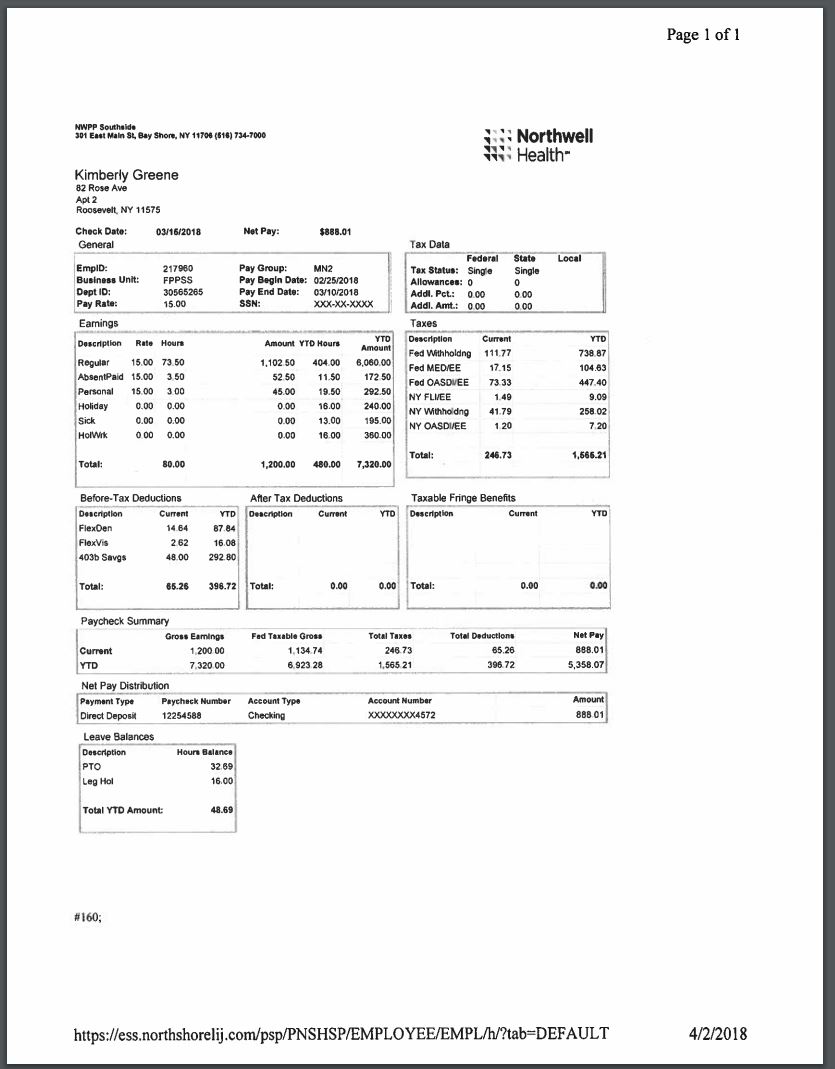 Page 1 of 1
NWPP Southside
301 East Main St, Bay Shore, NY 11706 (516) 734-7000
Northwell
Health
Kimberly Greene
82 Rose Ave
Apt 2
Roosevelt, NY 11575
Check Date: 03/15/2018 Net Pay: $888.01
General
EmpID: 217960 Pay Group: MN2
Business Unit: FPPSS Pay Begin Date: 02/25/2018
Dept ID: 30565265 Pay End Date: 03/10/2018
Pay Rate: 15.00 SSN: XXX-XX-XXXX
Tax Data
Federal State Local
Tax Status: Single Single
Allowances: 0 0
Addl. Pct.: 0.00 0.00
Addl. Amt.: 0.00 0.00
Earnings
Description Rate Hours Amount YTD Hours YTD Amount
Regular 15.00 73.50 1,102.50 404.00 6,060.00
AbsentPaid 15.00 3.50 52.50 11.50 172.50
Personal 15.00 3.00 45.00 19.50 292.50
Holiday 0.00 0.00 0.00 16.00 240.00
Sick 0.00 0.00 0.00 13.00 195.00
HolWrk 0.00 0.00 0.00 16.00 360.00
Total: 80.00 1,200.00 480.00 7,320.00
Taxes
Description Current YTD
Fed Withholdng 111.77 738.87
Fed MED/EE 17.15 104.63
Fed OASDI/EE 73.33 447.40
NY FLI/EE 1.49 9.09
NY Withholdng 41.79 258.02
NY OASDI/EE 1.20 7.20
Total: 246.73 1,565.21
Before-Tax Deductions
Description Current YTD
FlexDen 14.64 87.84
FlexVis 2.62 16.08
403b Savgs 48.00 292.80
Total: 65.26 396.72
After Tax Deductions
Description Current YTD
Total: 0.00 0.00
Taxable Fringe Benefits
Description Current YTD
Total: 0.00 0.00
Paycheck Summary
Gross Earnings Fed Taxable Gross Total Taxes Total Deductions Net Pay
Current 1,200.00 1,134.74 246.73 65.26 888.01
YTD 7,320.00 6,923.28 1,565.21 396.72 5,358.07
Net Pay Distribution
Payment Type Paycheck Number Account Type Account Number Amount
Direct Deposit 12254588 Checking XXXXXXXX4572 888.01
Leave Balances
Description Hours Balance
PTO 32.69
Leg Hol 16.00
Total YTD Amount: 48.69
#160;
https://ess.northshorelij.com/psp/PNSHSP/EMPLOYEE/EMPL/h/?tab=DEFAULT 4/2/2018